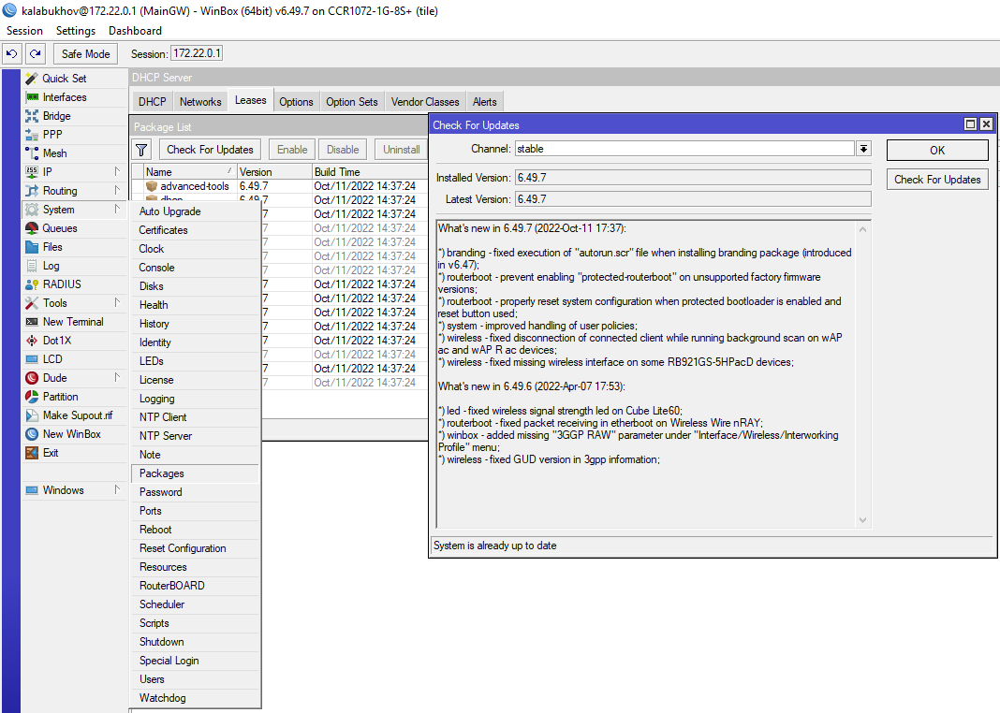 kalabukhov@172.22.0.1 (MainGW) - WinBox (64bit) v6.49.7 on CCR1072-1G-8S+ (tile)
Session Settings Dashboard
Safe Mode Session: 172.22.0.1
Quick Set
Interfaces
Bridge
PPP
Mesh
IP
Routing
System
Queues
Files
Log
RADIUS
Tools
New Terminal
Dot1X
LCD
Dude
Partition
Make Supout.rif
New WinBox
Exit
Windows
DHCP Server
DHCP Networks Leases Options Option Sets Vendor Classes Alerts
Package List
Check For Updates Enable Disable Uninstall
Name / Version Build Time
advanced-tools 6.49.7 Oct/11/2022 14:37:24
dhcp 6.49.7 Oct/11/2022 14:37:24
7 Oct/11/2022 14:37:24
7 Oct/11/2022 14:37:24
7 Oct/11/2022 14:37:24
7 Oct/11/2022 14:37:24
7 Oct/11/2022 14:37:24
7 Oct/11/2022 14:37:24
7 Oct/11/2022 14:37:24
7 Oct/11/2022 14:37:24
7 Oct/11/2022 14:37:24
7 Oct/11/2022 14:37:24
7 Oct/11/2022 14:37:24
7 Oct/11/2022 14:37:24
7 Oct/11/2022 14:37:24
Auto Upgrade
Certificates
Clock
Console
Disks
Health
History
Identity
LEDs
License
Logging
NTP Client
NTP Server
Note
Packages
Password
Ports
Reboot
Reset Configuration
Resources
RouterBOARD
Scheduler
Scripts
Shutdown
Special Login
Users
Watchdog
Check For Updates
Channel: stable
OK
Installed Version: 6.49.7
Check For Updates
Latest Version: 6.49.7
What's new in 6.49.7 (2022-Oct-11 17:37):
*) branding - fixed execution of "autorun.scr" file when installing branding package (introduced
in v6.47);
*) routerboot - prevent enabling "protected-routerboot" on unsupported factory firmware
versions;
*) routerboot - properly reset system configuration when protected bootloader is enabled and
reset button used;
*) system - improved handling of user policies;
*) wireless - fixed disconnection of connected client while running background scan on wAP
ac and wAP R ac devices;
*) wireless - fixed missing wireless interface on some RB921GS-5HPacD devices;
What's new in 6.49.6 (2022-Apr-07 17:53):
*) led - fixed wireless signal strength led on Cube Lite60;
*) routerboot - fixed packet receiving in etherboot on Wireless Wire nRAY;
*) winbox - added missing "3GGP RAW" parameter under "Interface/Wireless/Interworking
Profile" menu;
*) wireless - fixed GUD version in 3gpp information;
System is already up to date